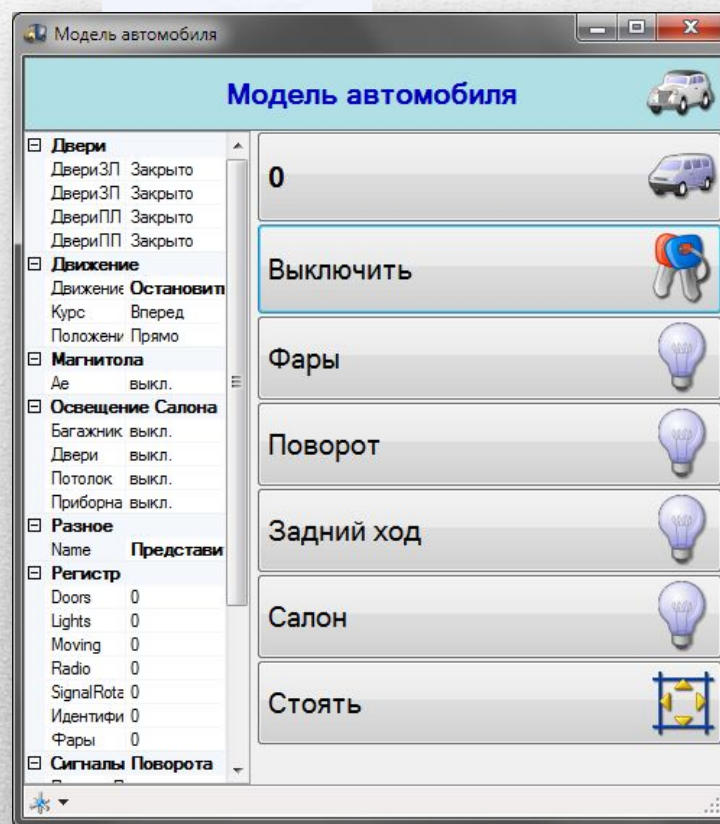 Модель автомобиля
Модель автомобиля
Двери
ДвериЗП Закрыто
ДвериЗП Закрыто
ДвериПЛ Закрыто
ДвериПП Закрыто
Движение
Движение Остановить
Курс Вперед
Положени Прямо
Магнитола
Ae выкл.
Освещение Салона
Багажник выкл.
Двери выкл.
Потолок выкл.
Приборна выкл.
Разное
Name Представи
Регистр
Doors 0
Lights 0
Moving 0
Radio 0
SignalRota 0
Идентифи 0
Фары 0
Сигналы Поворота
0
Выключить
Фары
Поворот
Задний ход
Салон
Стоять